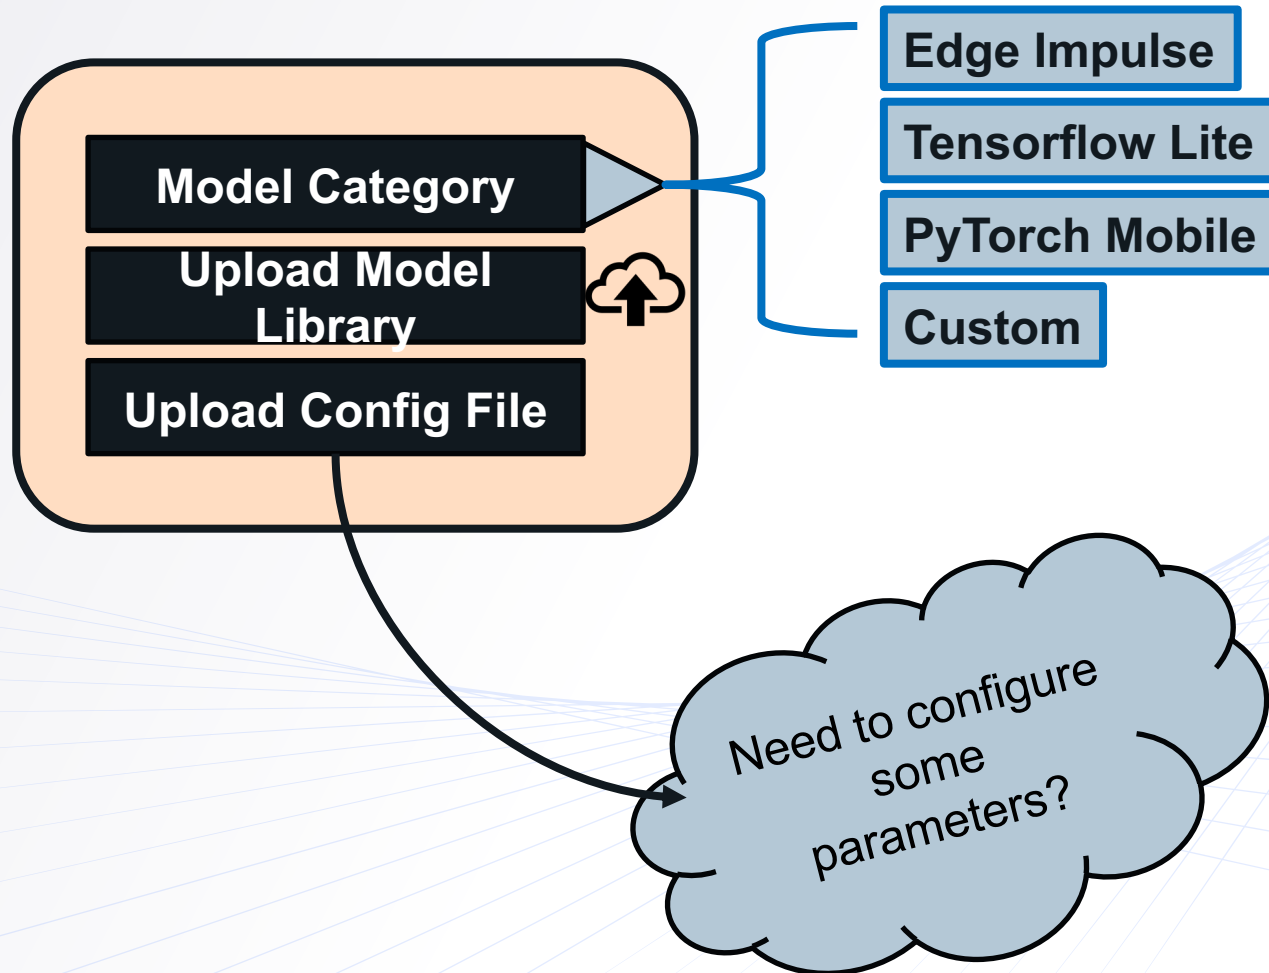 Model Category
Upload Model
Library
Upload Config File
Edge Impulse
Tensorflow Lite
PyTorch Mobile
Custom
Need to configure
some
parameters?